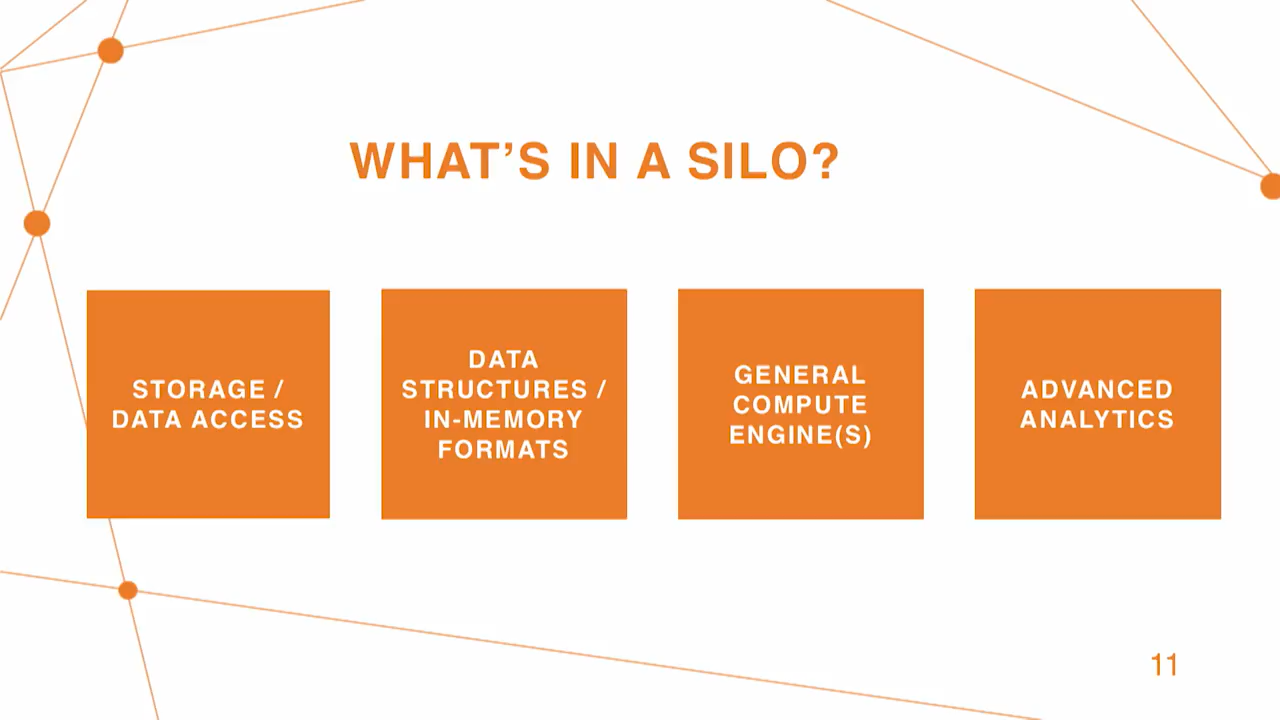 WHAT’S IN A SILO?
STORAGE /
DATA ACCESS
DATA
STRUCTURES /
IN-MEMORY
FORMATS
GENERAL
COMPUTE
ENGINE(S)
ADVANCED
ANALYTICS
11